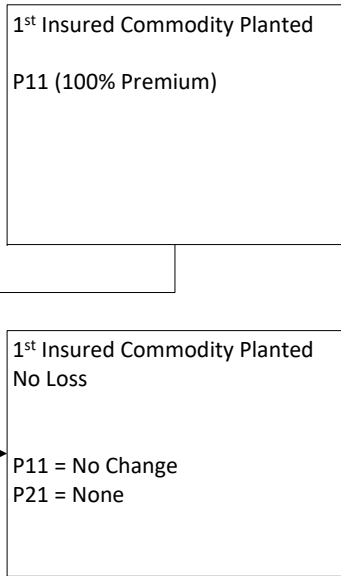 1st Insured Commodity Planted
P11 (100% Premium)
1st Insured Commodity Planted
No Loss
P11 = No Change
P21 = None